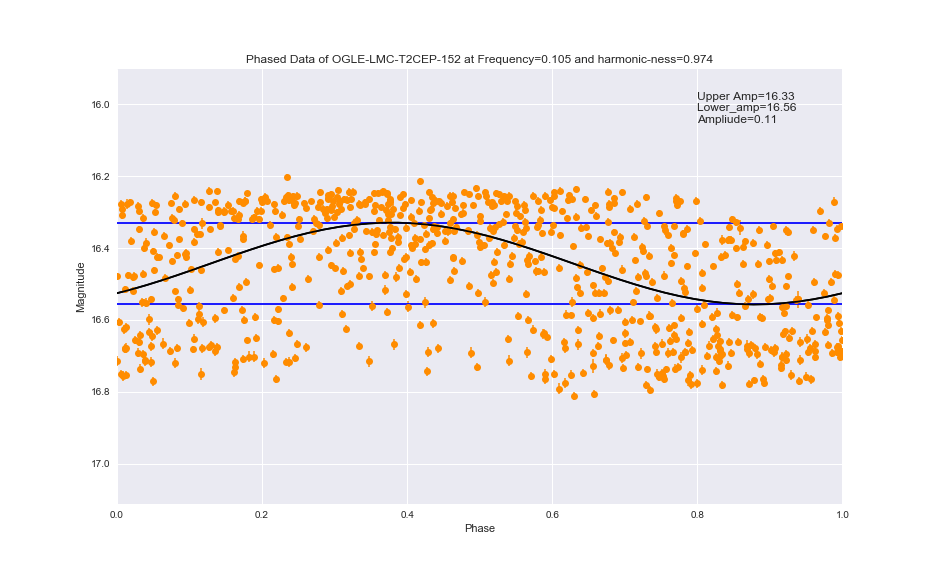 Phased Data of OGLE-LMC-T2CEP-152 at Frequency=0.105 and harmonic-ness=0.974
Upper Amp=16.33
Lower_amp=16.56
Ampliude=0.11
16.0
16.2
16.4
16.6
16.8
17.0
Magnitude
0.0 0.2 0.4 0.6 0.8 1.0
Phase